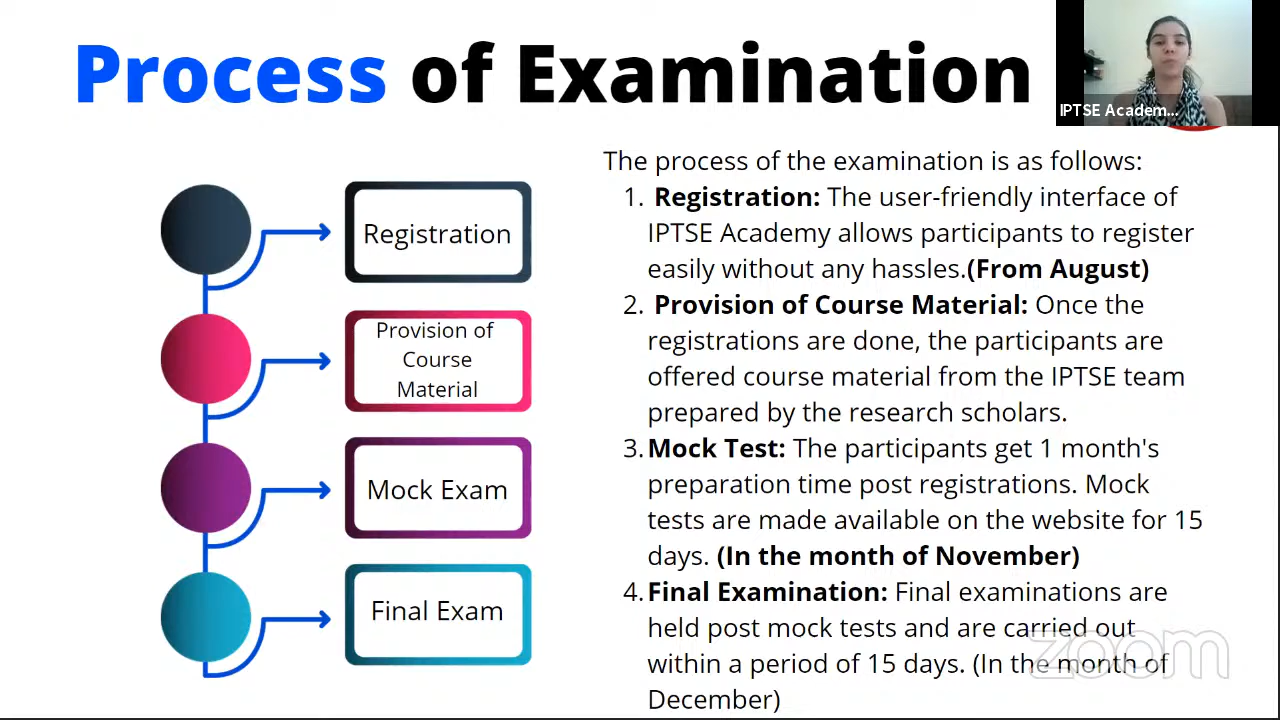 Process of Examination
IPTSE Academ...
Registration
Provision of
Course
Material
Mock Exam
Final Exam
The process of the examination is as follows:
1. Registration: The user-friendly interface of
IPTSE Academy allows participants to register
easily without any hassles.(From August)
2. Provision of Course Material: Once the
registrations are done, the participants are
offered course material from the IPTSE team
prepared by the research scholars.
3. Mock Test: The participants get 1 month's
preparation time post registrations. Mock
tests are made available on the website for 15
days. (In the month of November)
4. Final Examination: Final examinations are
held post mock tests and are carried out
within a period of 15 days. (In the month of
December)
zoom